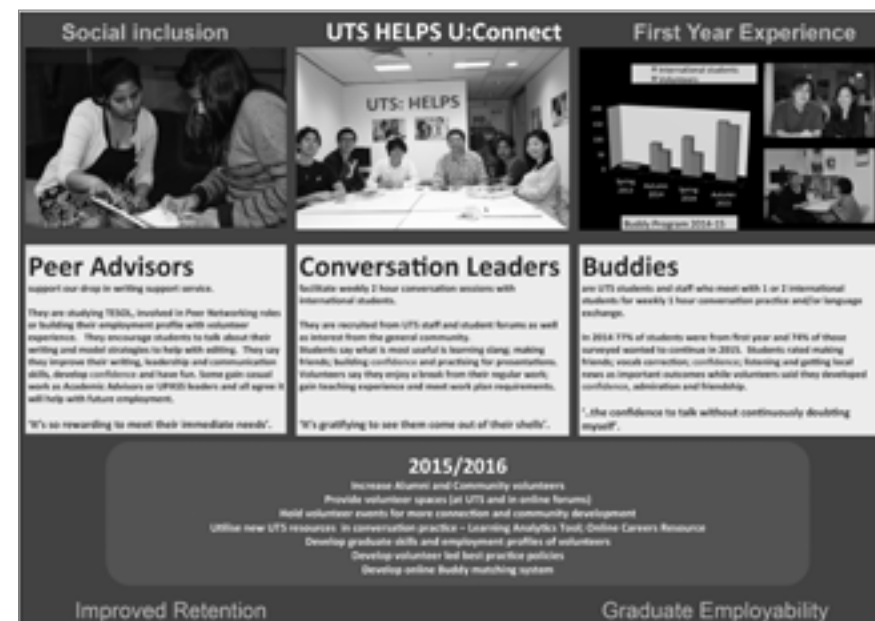 Social inclusion
UTS HELPS U:Connect
First Year Experience
UTS: HELPS
International students
Volunteers
Spring
Autumn
Spring
Autumn
Buddy Program 2014-15
Peer Advisors
support our drop in writing support service.
They are studying TESOL, involved in Peer Networking roles
or building their employment profile with volunteer
experience. They encourage students to talk about their
writing and model strategies to help with editing. They say
they improve their writing, leadership and communication
skills, develop confidence and have fun. Some gain casual
work as Academic Advisors or leaders and all agree it
will help with future employment.
'It's so rewarding to meet their immediate needs'.
Conversation Leaders
facilitate weekly 2 hour conversation sessions with
international students.
They are recruited from UTS staff and student forums as well
as interest from the general community.
Students say what is most useful is learning slang; making
friends; building confidence and practising for presentations.
Volunteers say they enjoy a break from their regular work;
gain teaching experience and meet work plan requirements.
'It's gratifying to see them come out of their shells'.
Buddies
are UTS students and staff who meet with 1 or 2 international
students for weekly 1 hour conversation practice and/or language
exchange.
In 2014 77% of students were from first year and 74% of those
surveyed wanted to continue in 2015. Students rated making
friends; vocab correction; confidence; listening and getting local
news as important outcomes while volunteers said they developed
confidence, admiration and friendship.
'..the confidence to talk without continuously doubting
myself'.
2015/2016
Increase Alumni and Community volunteers
Provide volunteer spaces (at UTS and in online forums)
Hold volunteer events for more connection and community development
Utilise new UTS resources in conversation practice – Learning Analytics Tool; Online Careers Resource
Develop graduate skills and employment profiles of volunteers
Develop volunteer led best practice policies
Develop online Buddy matching system
Improved Retention
Graduate Employability